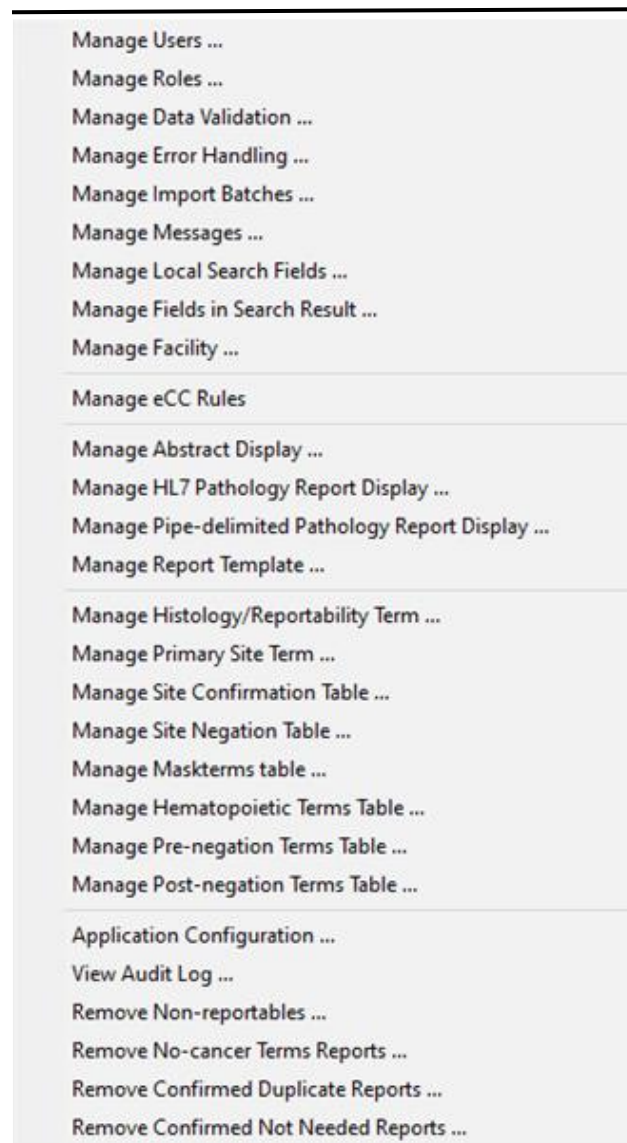 Manage Users ...
Manage Roles ...
Manage Data Validation ...
Manage Error Handling ...
Manage Import Batches ...
Manage Messages ...
Manage Local Search Fields ...
Manage Fields in Search Result ...
Manage Facility ...
Manage eCC Rules
Manage Abstract Display ...
Manage HL7 Pathology Report Display ...
Manage Pipe-delimited Pathology Report Display ...
Manage Report Template ...
Manage Histology/Reportability Term ...
Manage Primary Site Term ...
Manage Site Confirmation Table ...
Manage Site Negation Table ...
Manage Maskterms table ...
Manage Hematopoietic Terms Table ...
Manage Pre-negation Terms Table ...
Manage Post-negation Terms Table ...
Application Configuration ...
View Audit Log ...
Remove Non-reportables ...
Remove No-cancer Terms Reports ...
Remove Confirmed Duplicate Reports ...
Remove Confirmed Not Needed Reports ...